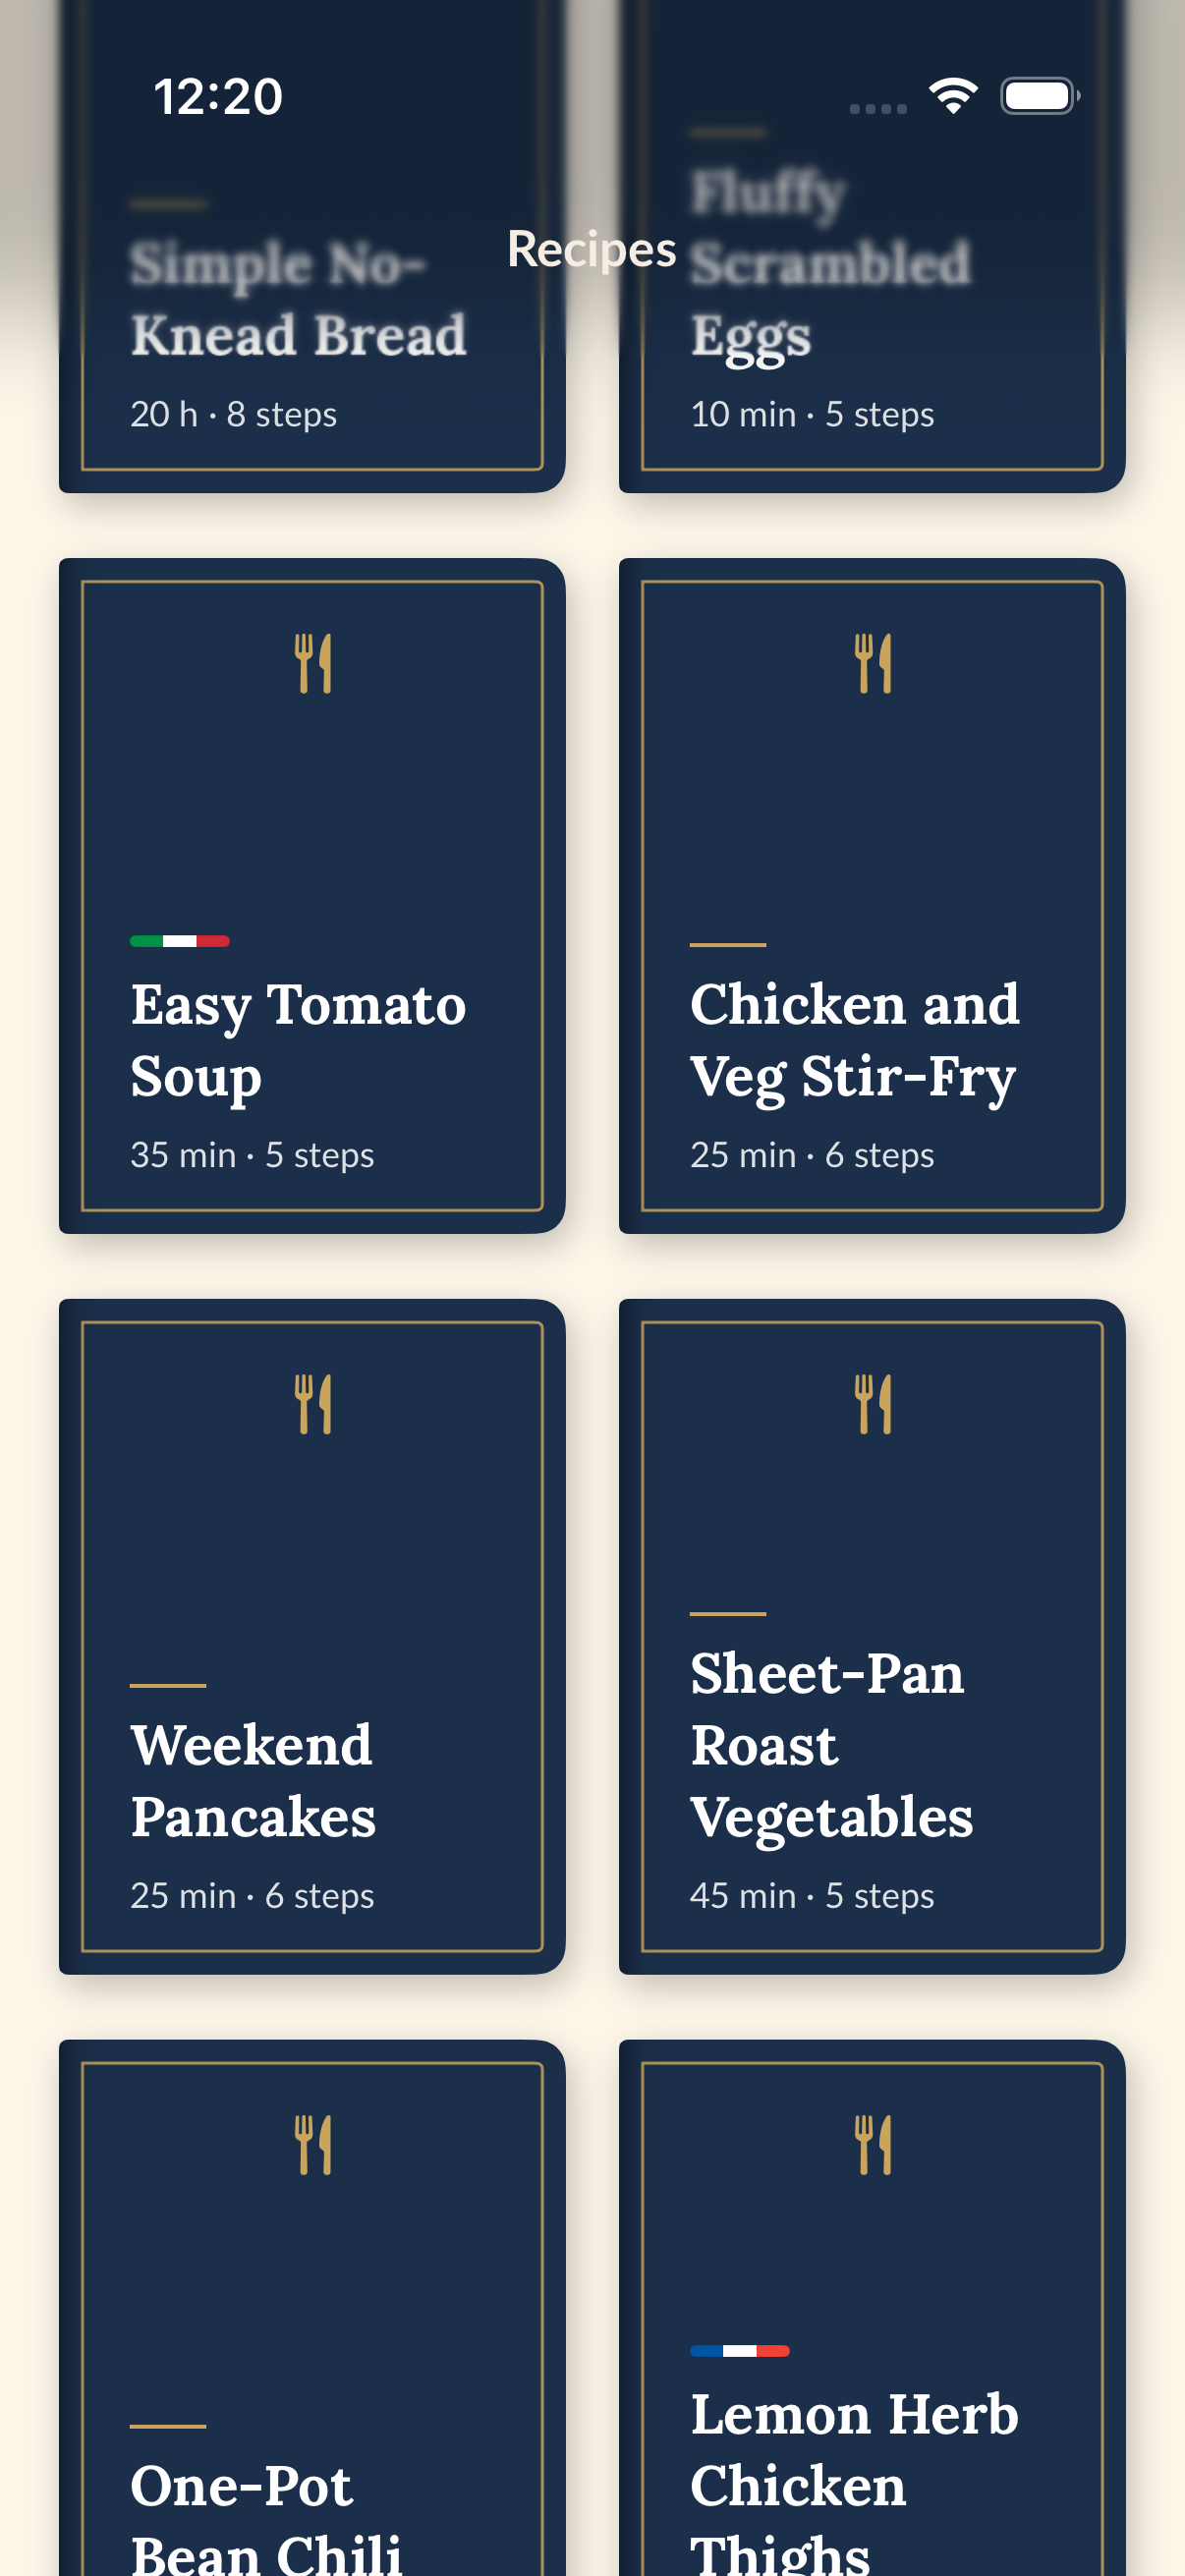 12:20
Recipes
Simple No-
Knead Bread
20 h · 8 steps
Fluffy
Scrambled
Eggs
10 min · 5 steps
Easy Tomato
Soup
35 min · 5 steps
Chicken and
Veg Stir-Fry
25 min · 6 steps
Weekend
Pancakes
25 min · 6 steps
Sheet-Pan
Roast
Vegetables
45 min · 5 steps
One-Pot
Bean Chili
Lemon Herb
Chicken
Thighs